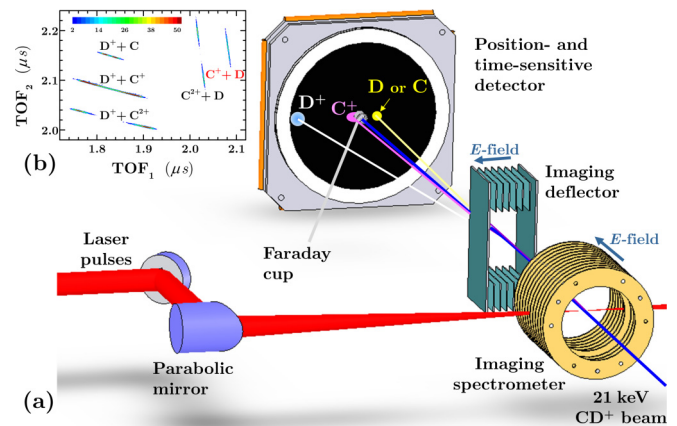 (b)
2 14 26 38 50
2.2
2.1
2.0
TOF2 (μs)
D+ + C
D+ + C+
D+ + C2+
C+ + D
C2+ + D
1.8 1.9 2.0 2.1
TOF1 (μs)
D+
C+
D or C
Position- and
time-sensitive
detector
E-field
Imaging
deflector
E-field
Faraday
cup
Laser
pulses
Parabolic
mirror
Imaging
spectrometer
21 keV
CD+ beam
(a)